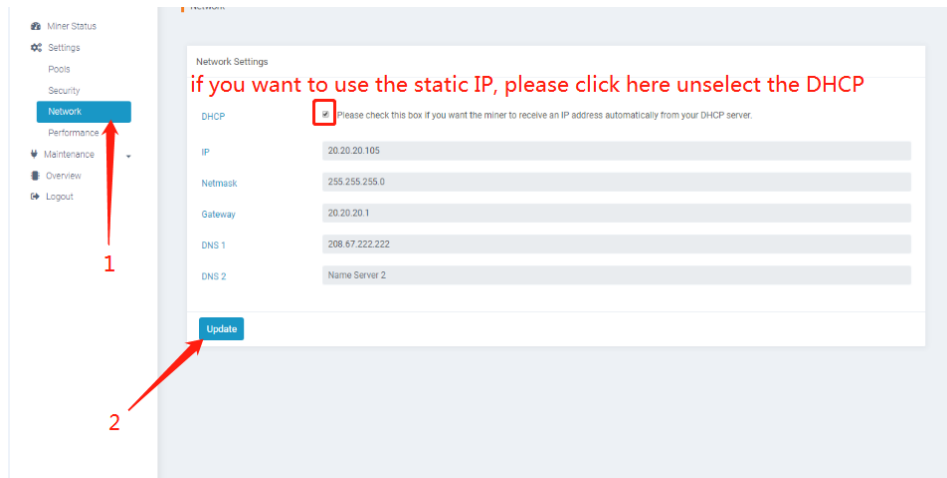 Network
Miner Status
Settings
Pools
Security
Network
Performance
Maintenance
Overview
Logout
1
Network Settings
if you want to use the static IP, please click here unselect the DHCP
DHCP
Please check this box if you want the miner to receive an IP address automatically from your DHCP server.
IP
20.20.20.105
Netmask
255.255.255.0
Gateway
20.20.20.1
DNS 1
208.67.222.222
DNS 2
Name Server 2
Update
2